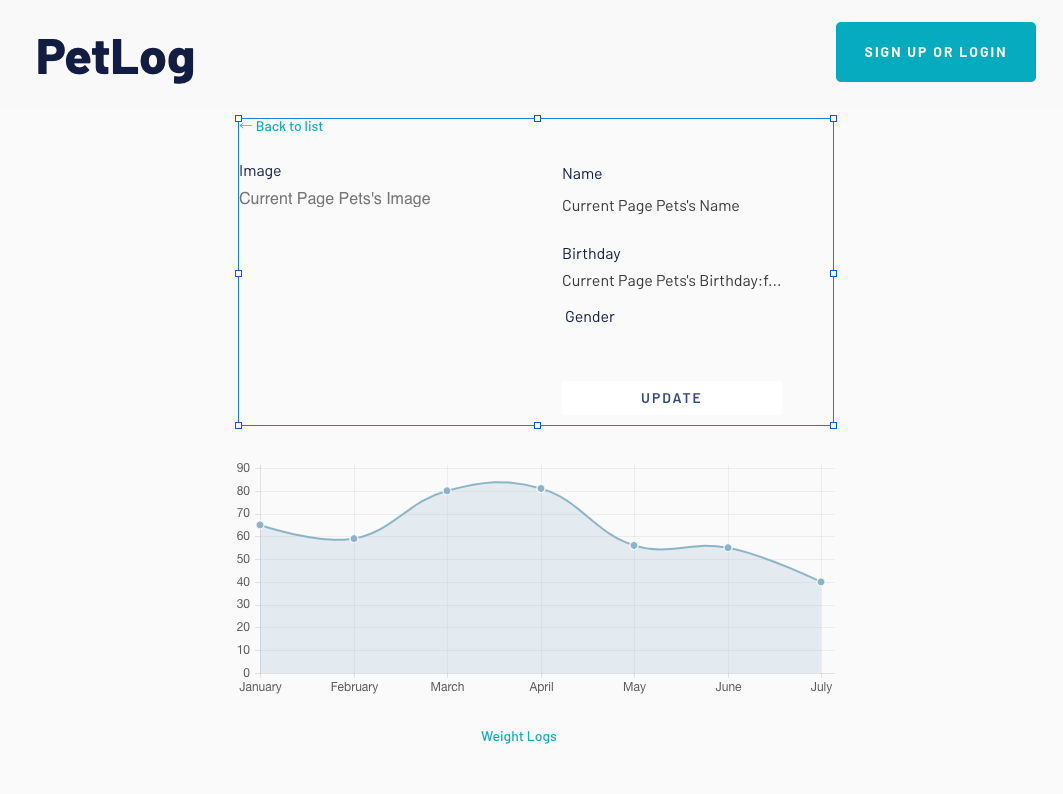 PetLog
SIGN UP OR LOGIN
← Back to list
Image
Current Page Pets's Image
Name
Current Page Pets's Name
Birthday
Current Page Pets's Birthday:f...
Gender
UPDATE
90
80
70
60
50
40
30
20
10
0
January February March April May June July
Weight Logs